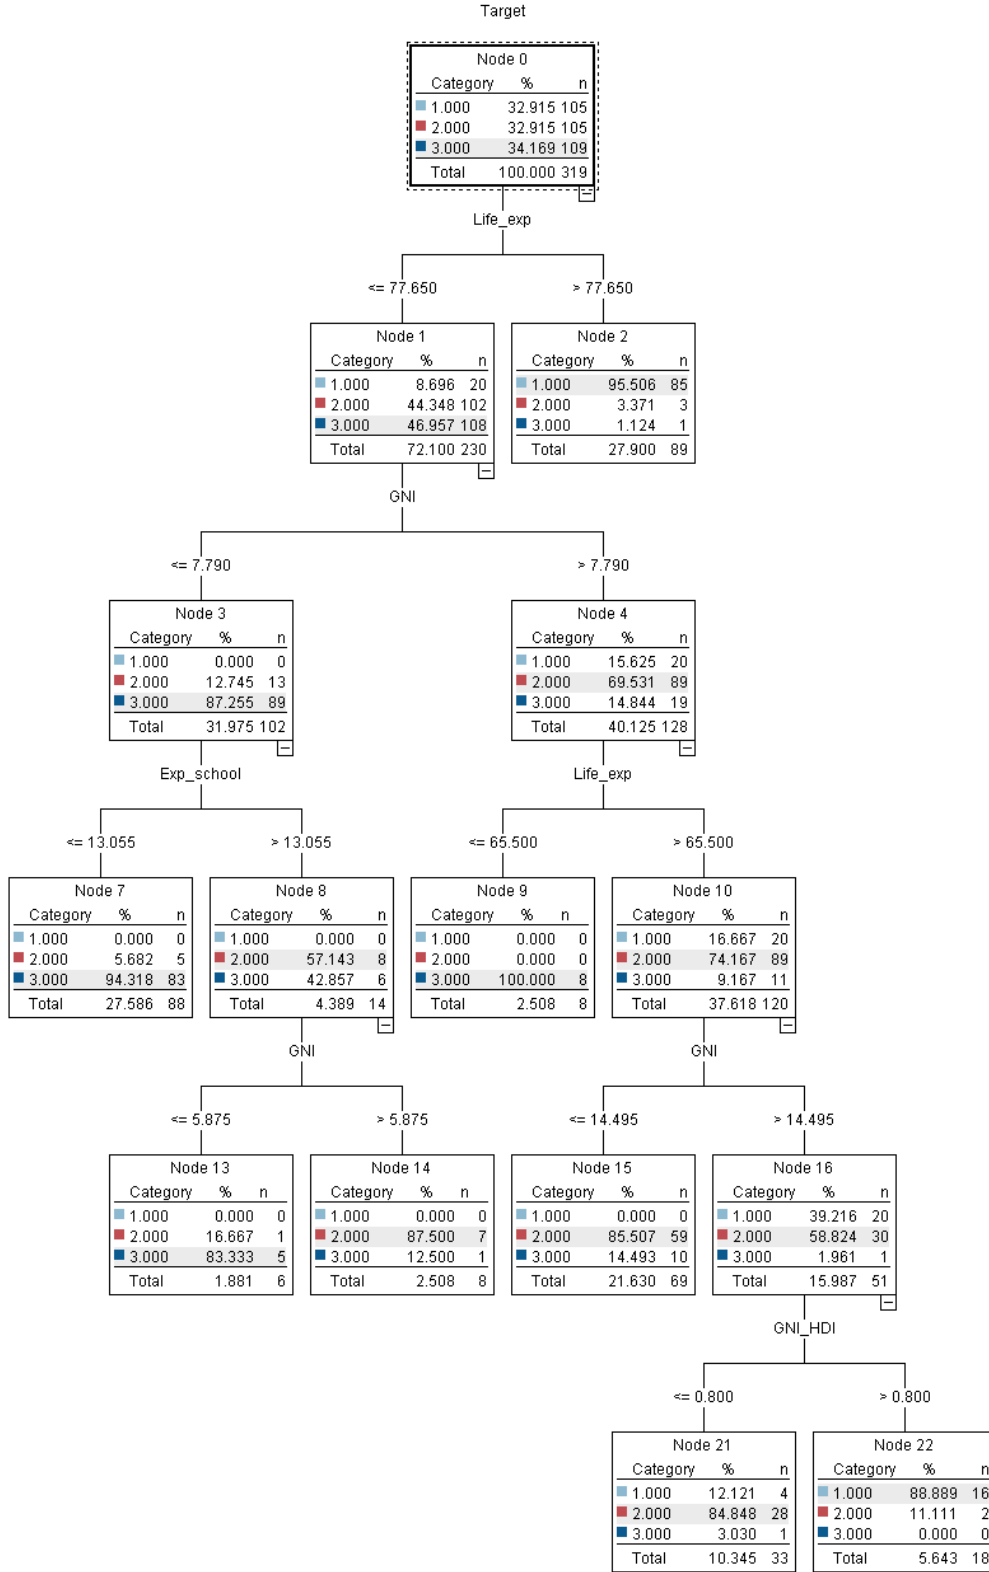 Target
Node 0
Category % n
1.000 32.915 105
2.000 32.915 105
3.000 34.169 109
Total 100.000 319
Life_exp
<= 77.650
> 77.650
Node 1
Category % n
1.000 8.696 20
2.000 44.348 102
3.000 46.957 108
Total 72.100 230
Node 2
Category % n
1.000 95.506 85
2.000 3.371 3
3.000 1.124 1
Total 27.900 89
GNI
<= 7.790
> 7.790
Node 3
Category % n
1.000 0.000 0
2.000 12.745 13
3.000 87.255 89
Total 31.975 102
Node 4
Category % n
1.000 15.625 20
2.000 69.531 89
3.000 14.844 19
Total 40.125 128
Exp_school
Life_exp
<= 13.055
> 13.055
<= 65.500
> 65.500
Node 7
Category % n
1.000 0.000 0
2.000 5.682 5
3.000 94.318 83
Total 27.586 88
Node 8
Category % n
1.000 0.000 0
2.000 57.143 8
3.000 42.857 6
Total 4.389 14
Node 9
Category % n
1.000 0.000 0
2.000 0.000 0
3.000 100.000 8
Total 2.508 8
Node 10
Category % n
1.000 16.667 20
2.000 74.167 89
3.000 9.167 11
Total 37.618 120
GNI
GNI
<= 5.875
> 5.875
<= 14.495
> 14.495
Node 13
Category % n
1.000 0.000 0
2.000 16.667 1
3.000 83.333 5
Total 1.881 6
Node 14
Category % n
1.000 0.000 0
2.000 87.500 7
3.000 12.500 1
Total 2.508 8
Node 15
Category % n
1.000 0.000 0
2.000 85.507 59
3.000 14.493 10
Total 21.630 69
Node 16
Category % n
1.000 39.216 20
2.000 58.824 30
3.000 1.961 1
Total 15.987 51
GNI_HDI
<= 0.800
> 0.800
Node 21
Category % n
1.000 12.121 4
2.000 84.848 28
3.000 3.030 1
Total 10.345 33
Node 22
Category % n
1.000 88.889 16
2.000 11.111 2
3.000 0.000 0
Total 5.643 18